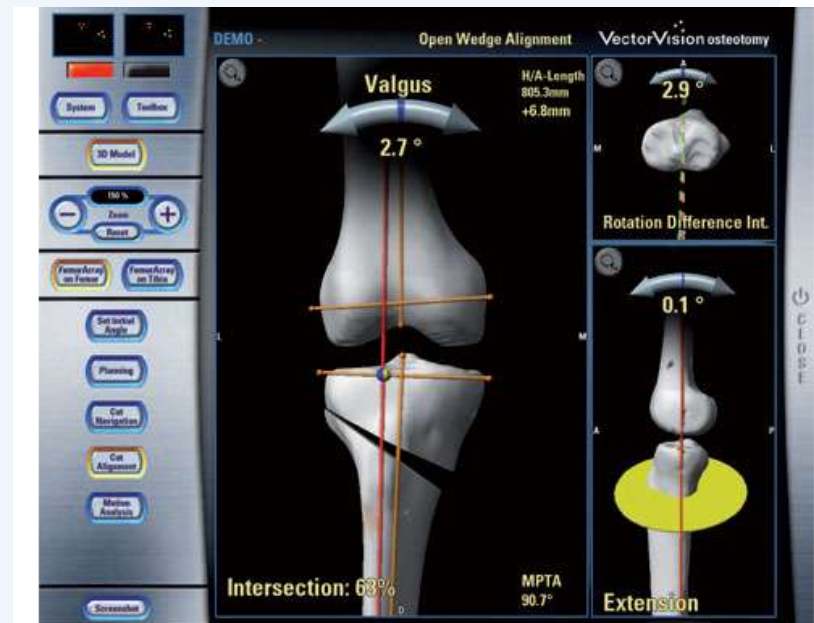 DEMO -
Open Wedge Alignment
VectorVision osteotomy
System
Toolbox
3D Model
150 %
Zoom
Reset
FemurArray
on Femur
FemurArray
on Tibia
Set Initial
Angle
Planning
Cut
Navigation
Cut
Alignment
Motion
Analysis
Screenshot
Valgus
2.7 °
H/A-Length
805.3mm
+6.8mm
L
M
Intersection: 63%
D
MPTA
90.7°
A
2.9 °
M
L
Rotation Difference Int.
0.1 °
A
P
Extension
CLOSE